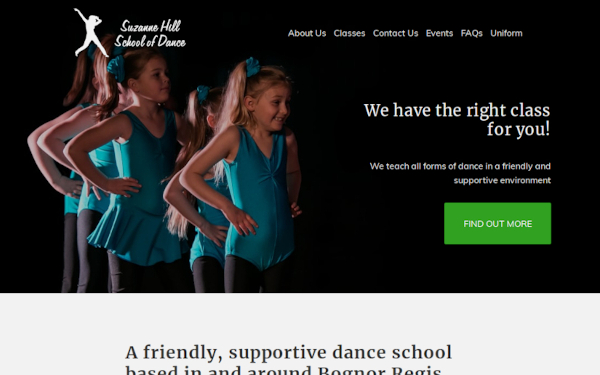 Suzanne Hill
School of Dance
About Us Classes Contact Us Events FAQs Uniform
We have the right class
for you!
We teach all forms of dance in a friendly and
supportive environment
FIND OUT MORE
A friendly, supportive dance school
based in and around Bognor Regis